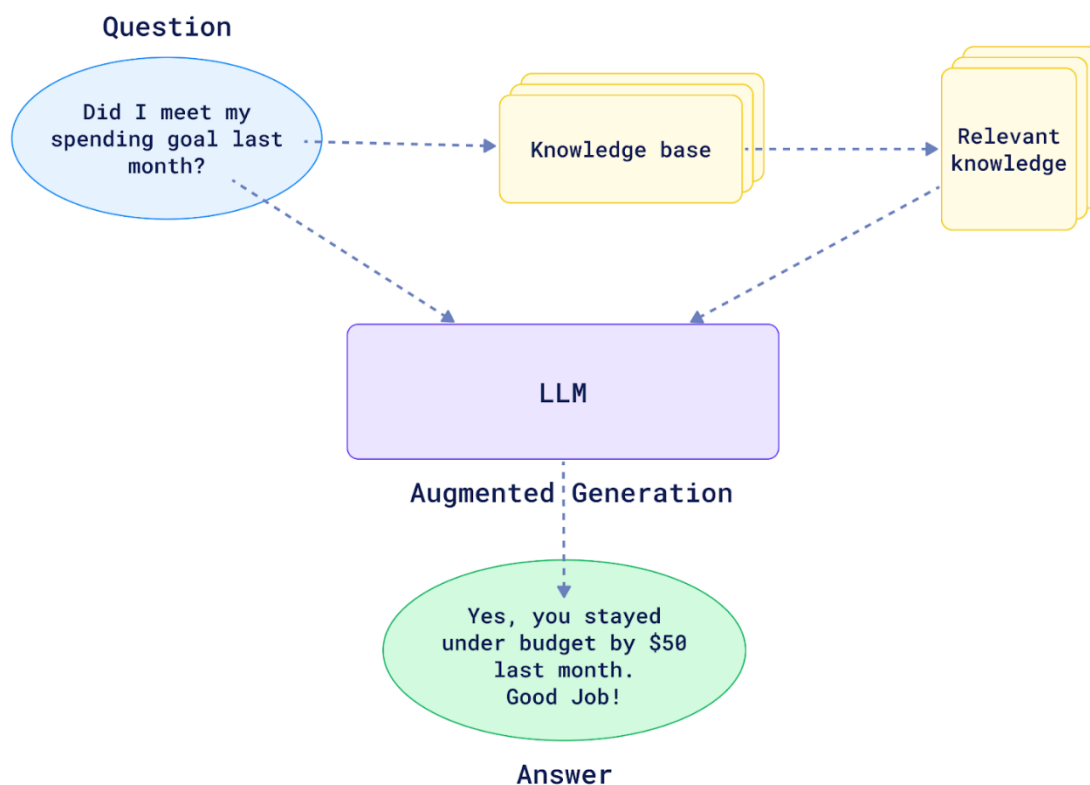 Question
Did I meet my
spending goal last
month?
Knowledge base
Relevant
knowledge
LLM
Augmented Generation
Yes, you stayed
under budget by $50
last month.
Good Job!
Answer